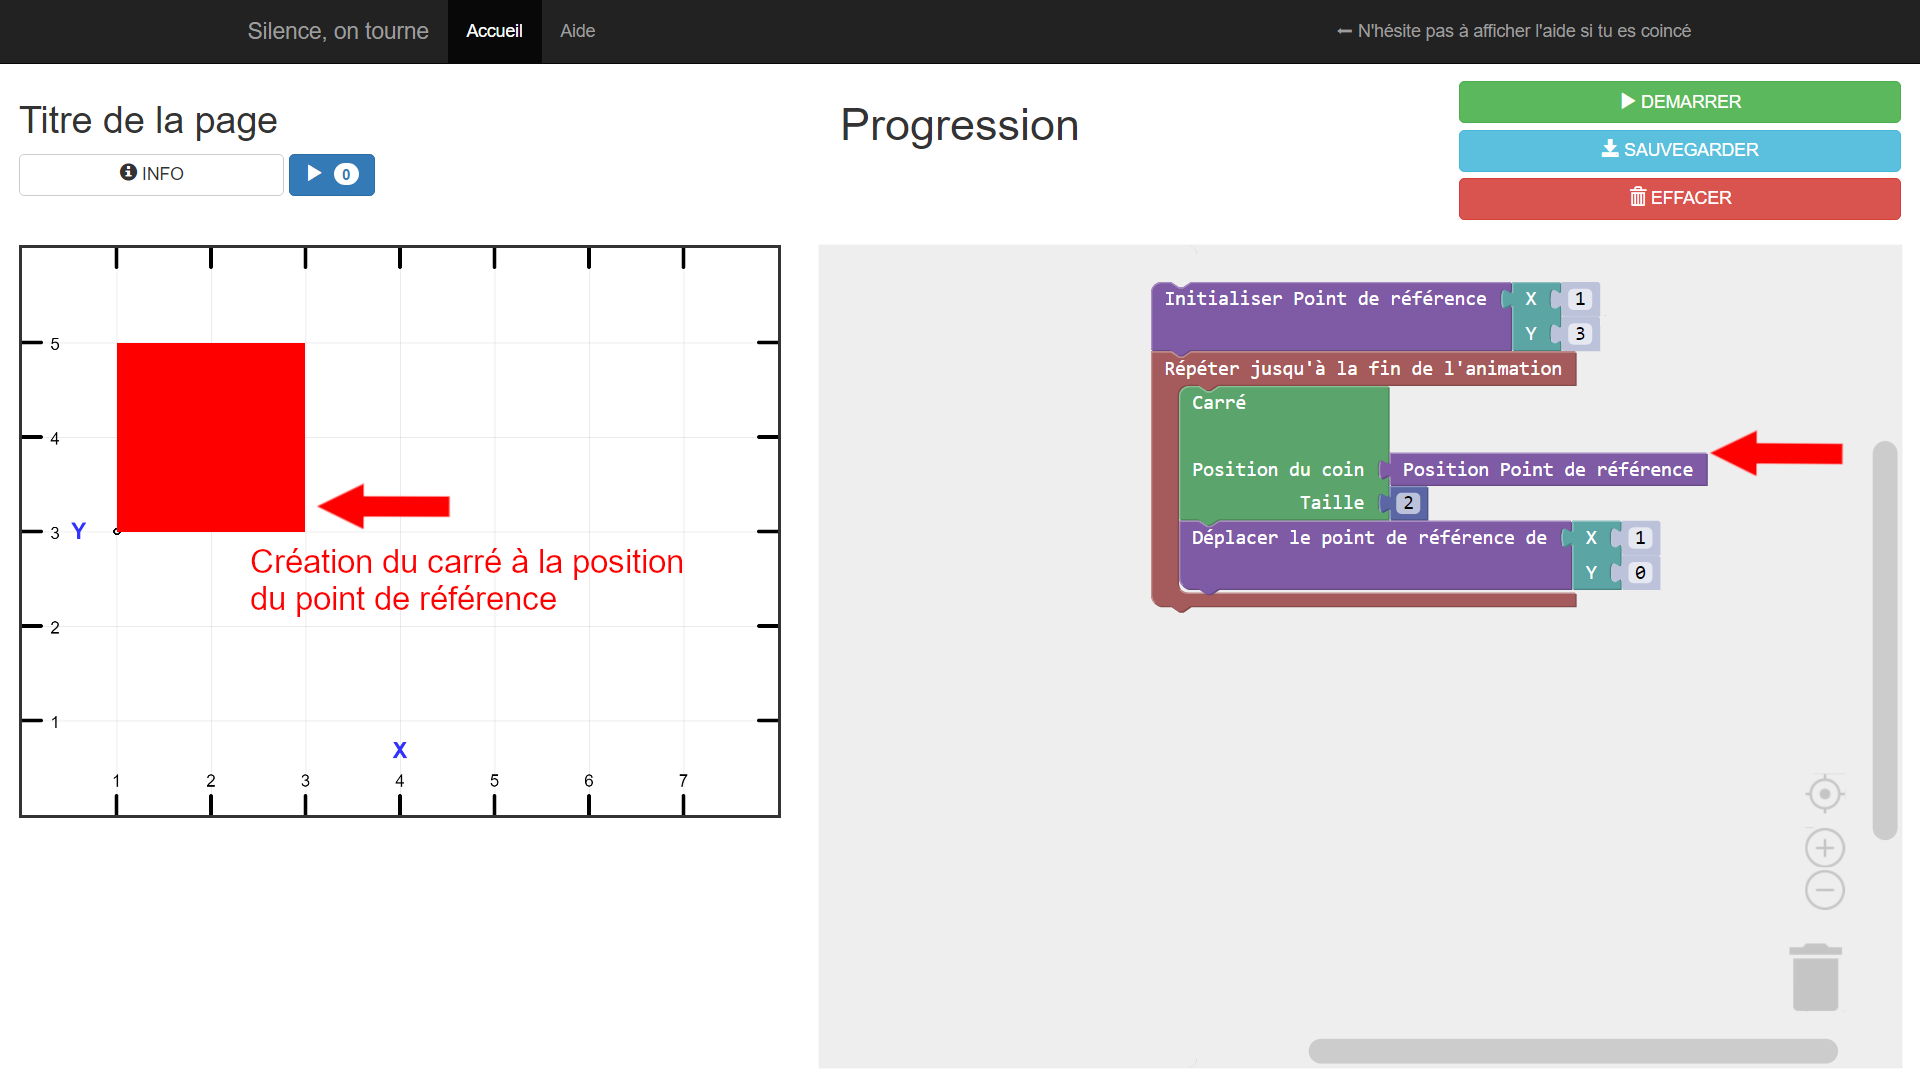 Silence, on tourne
Accueil
Aide
N'hésite pas à afficher l'aide si tu es coincé
Titre de la page
INFO
0
Progression
DEMARRER
SAUVEGARDER
EFFACER
5
4
3
Y
2
1
X
1 2 3 4 5 6 7
Création du carré à la position
du point de référence
Initialiser Point de référence X 1
Y 3
Répéter jusqu'à la fin de l'animation
Carré
Position du coin Position Point de référence
Taille 2
Déplacer le point de référence de X 1
Y 0